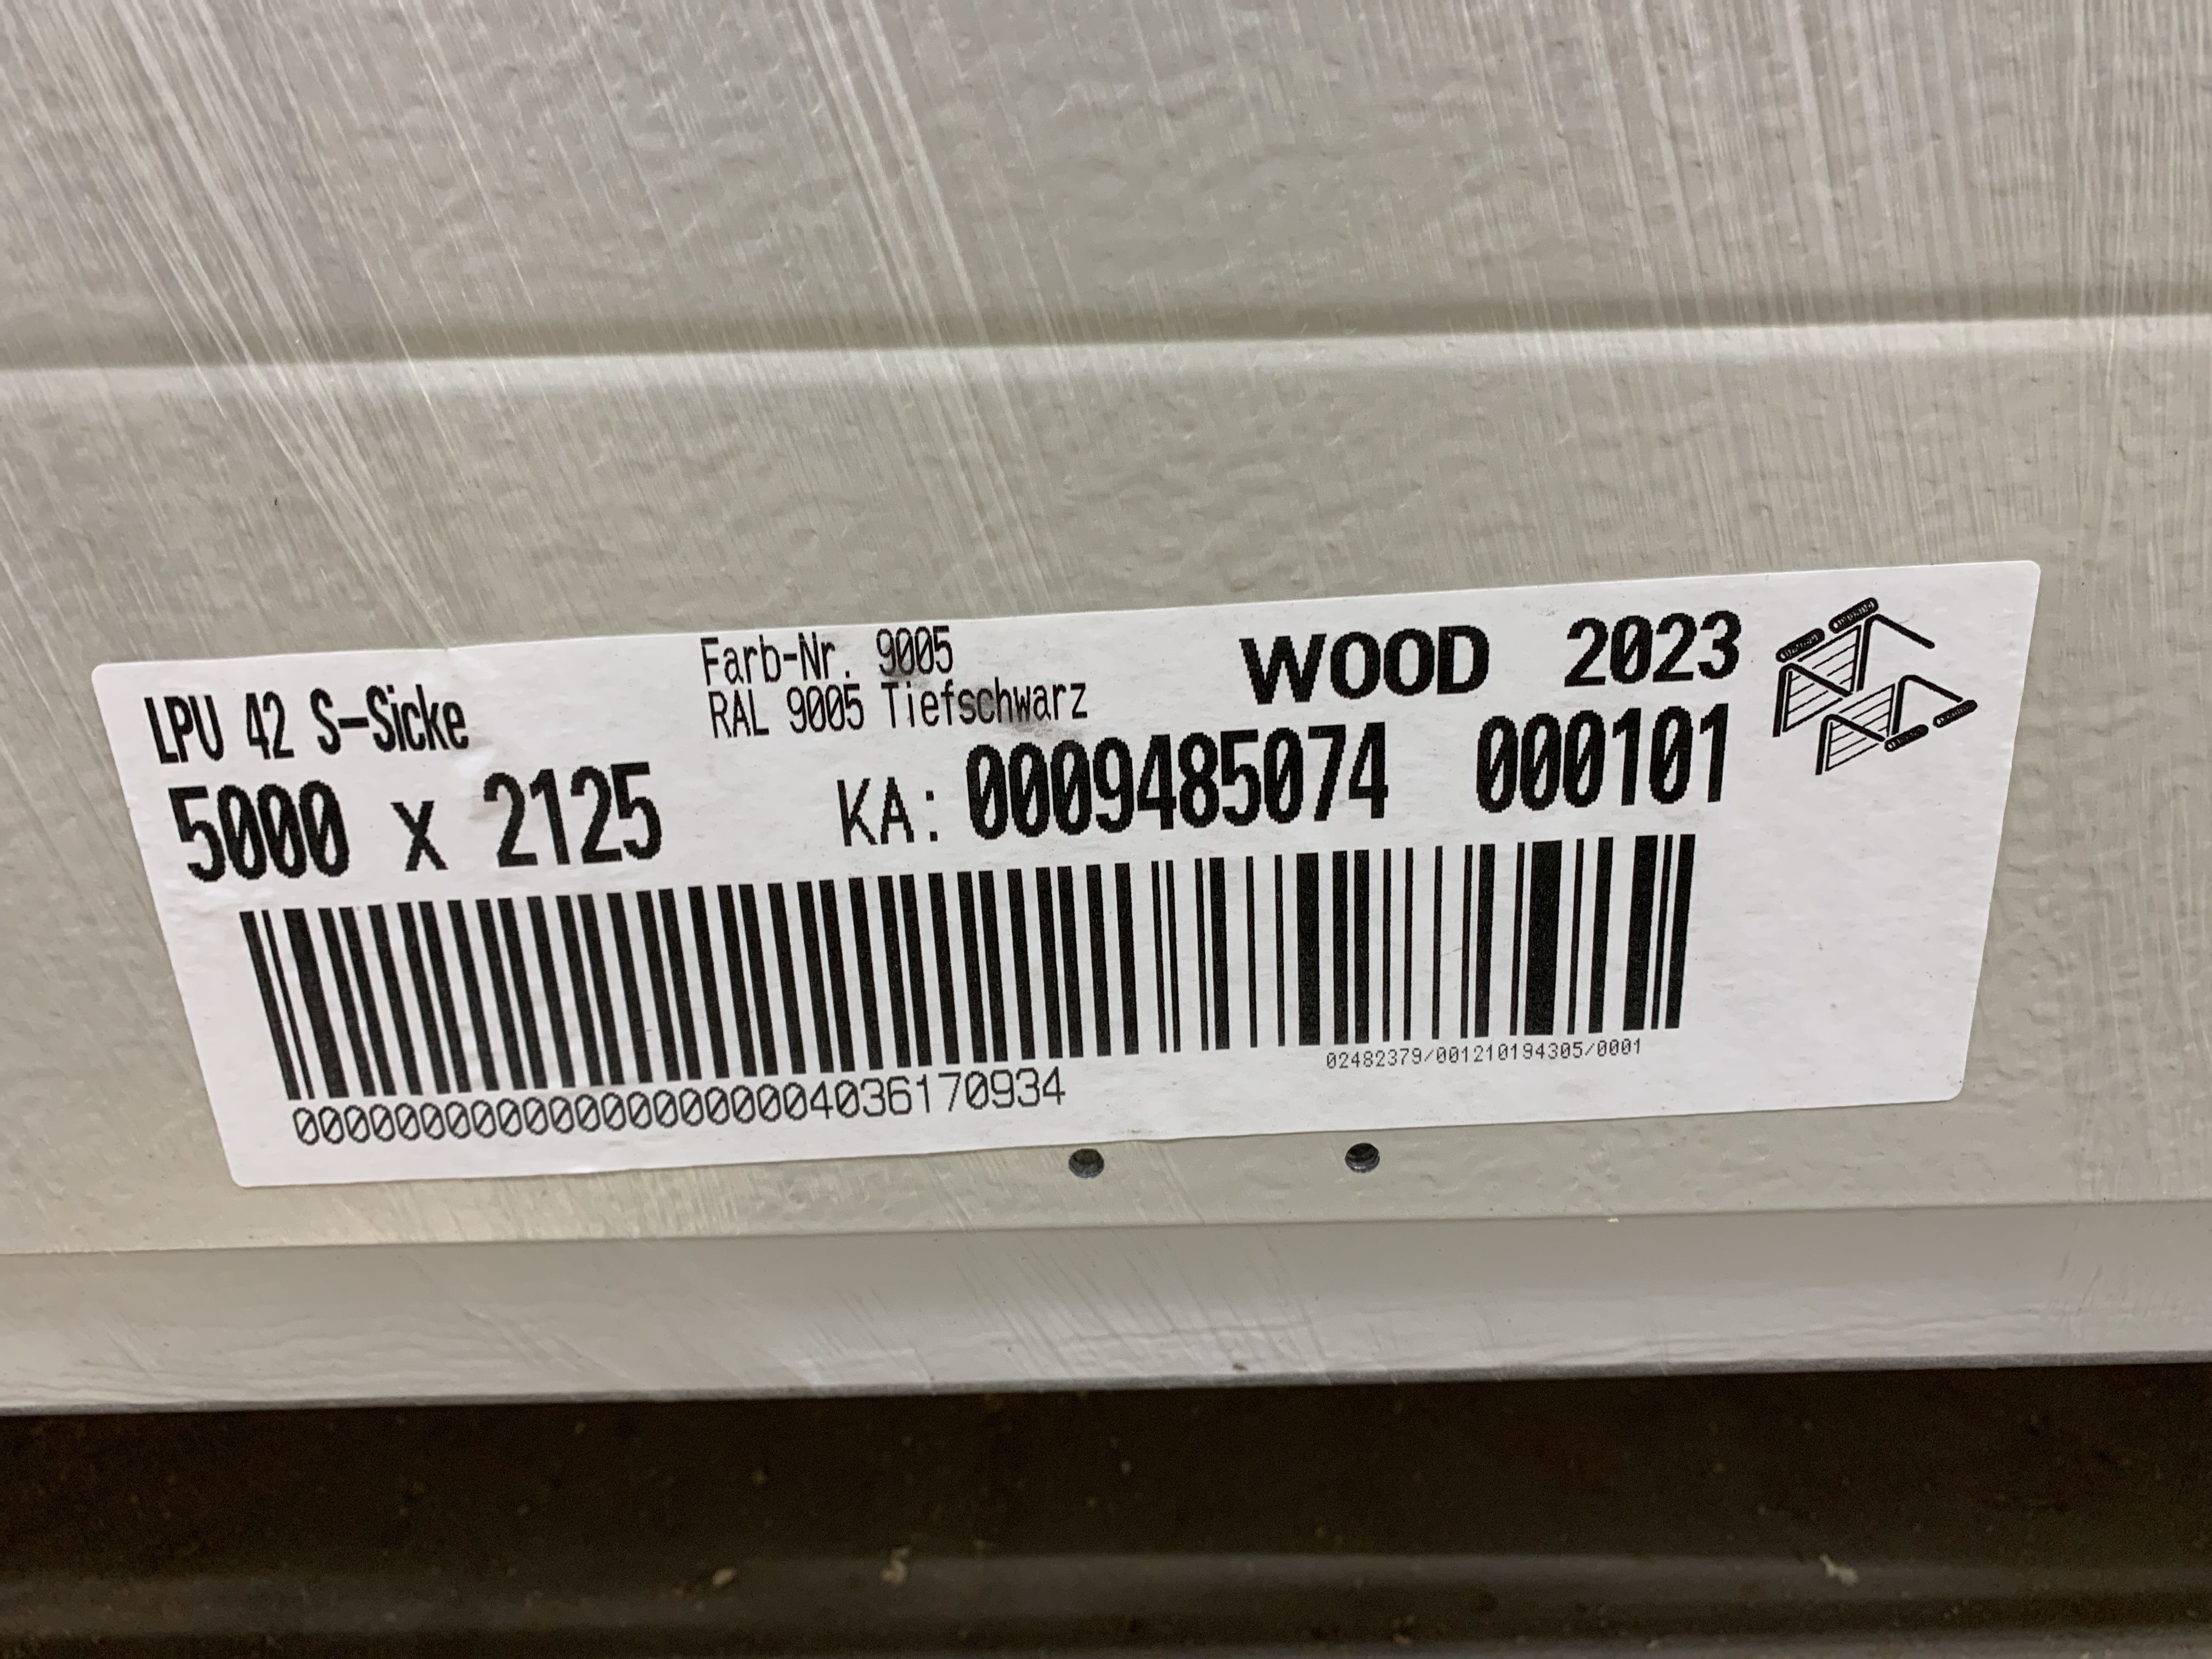 Farb-Nr. 9005
WOOD 2023
LPU 42 S-Sicke
RAL 9005 Tiefschwarz
5000 x 2125
KA: 0009485074 000101
02482379/001210194305/0001
000000000000000000004036170934